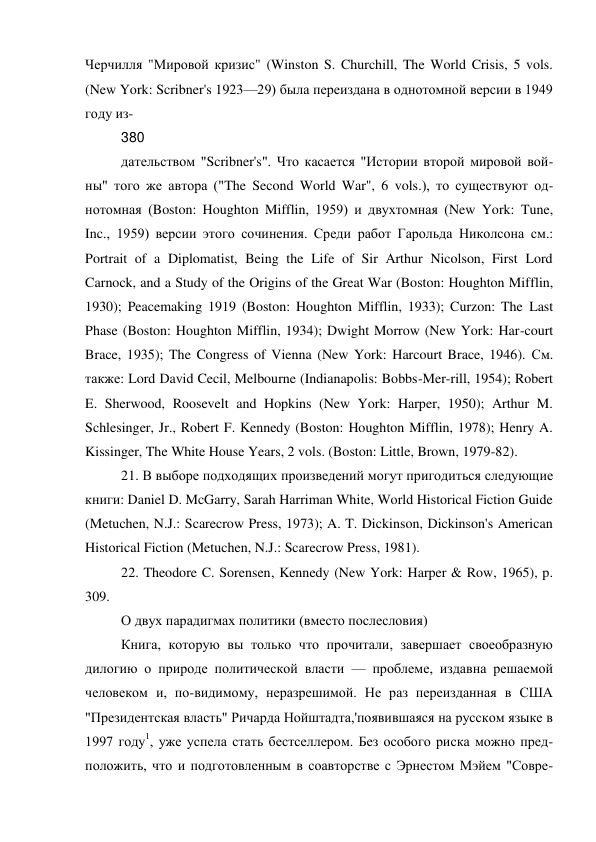 Черчилля "Мировой кризис" (Winston S. Churchill, The World Crisis, 5 vols.
(New York: Scribner's 1923—29) была переиздана в однотомной версии в 1949
году из-
380
дательством "Scribner's". Что касается "Истории второй мировой вой-
ны" того же автора ("The Second World War", 6 vols.), то существуют од-
нотомная (Boston: Houghton Mifflin, 1959) и двухтомная (New York: Tune,
Inc., 1959) версии этого сочинения. Среди работ Гарольда Николсона см.:
Portrait of a Diplomatist, Being the Life of Sir Arthur Nicolson, First Lord
Carnock, and a Study of the Origins of the Great War (Boston: Houghton Mifflin,
1930); Peacemaking 1919 (Boston: Houghton Mifflin, 1933); Curzon: The Last
Phase (Boston: Houghton Mifflin, 1934); Dwight Morrow (New York: Har-court
Brace, 1935); The Congress of Vienna (New York: Harcourt Brace, 1946). См.
также: Lord David Cecil, Melbourne (Indianapolis: Bobbs-Mer-rill, 1954); Robert
E. Sherwood, Roosevelt and Hopkins (New York: Harper, 1950); Arthur M.
Schlesinger, Jr., Robert F. Kennedy (Boston: Houghton Mifflin, 1978); Henry A.
Kissinger, The White House Years, 2 vols. (Boston: Little, Brown, 1979-82).
21. В выборе подходящих произведений могут пригодиться следующие
книги: Daniel D. McGarry, Sarah Harriman White, World Historical Fiction Guide
(Metuchen, N.J.: Scarecrow Press, 1973); A. T. Dickinson, Dickinson's American
Historical Fiction (Metuchen, N.J.: Scarecrow Press, 1981).
22. Theodore C. Sorensen, Kennedy (New York: Harper & Row, 1965), p.
309.
О двух парадигмах политики (вместо послесловия)
Книга, которую вы только что прочитали, завершает своеобразную
дилогию о природе политической власти — проблеме, издавна решаемой
человеком и, по-видимому, неразрешимой. Не раз переизданная в США
"Президентская власть" Ричарда Нойштадта,'появившаяся на русском языке в
1997 году1, уже успела стать бестселлером. Без особого риска можно пред-
положить, что и подготовленным в соавторстве с Эрнестом Мэйем "Совре-